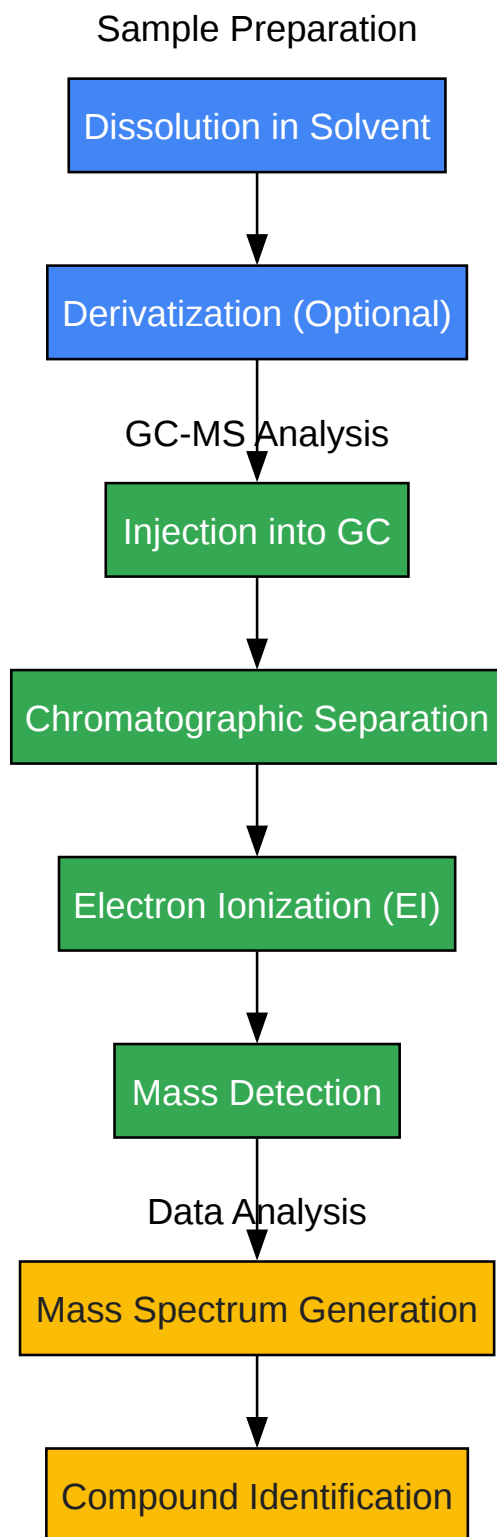 Sample Preparation
Dissolution in Solvent
Derivatization (Optional)
GC-MS Analysis
Injection into GC
Chromatographic Separation
Electron Ionization (EI)
Mass Detection
Data Analysis
Mass Spectrum Generation
Compound Identification